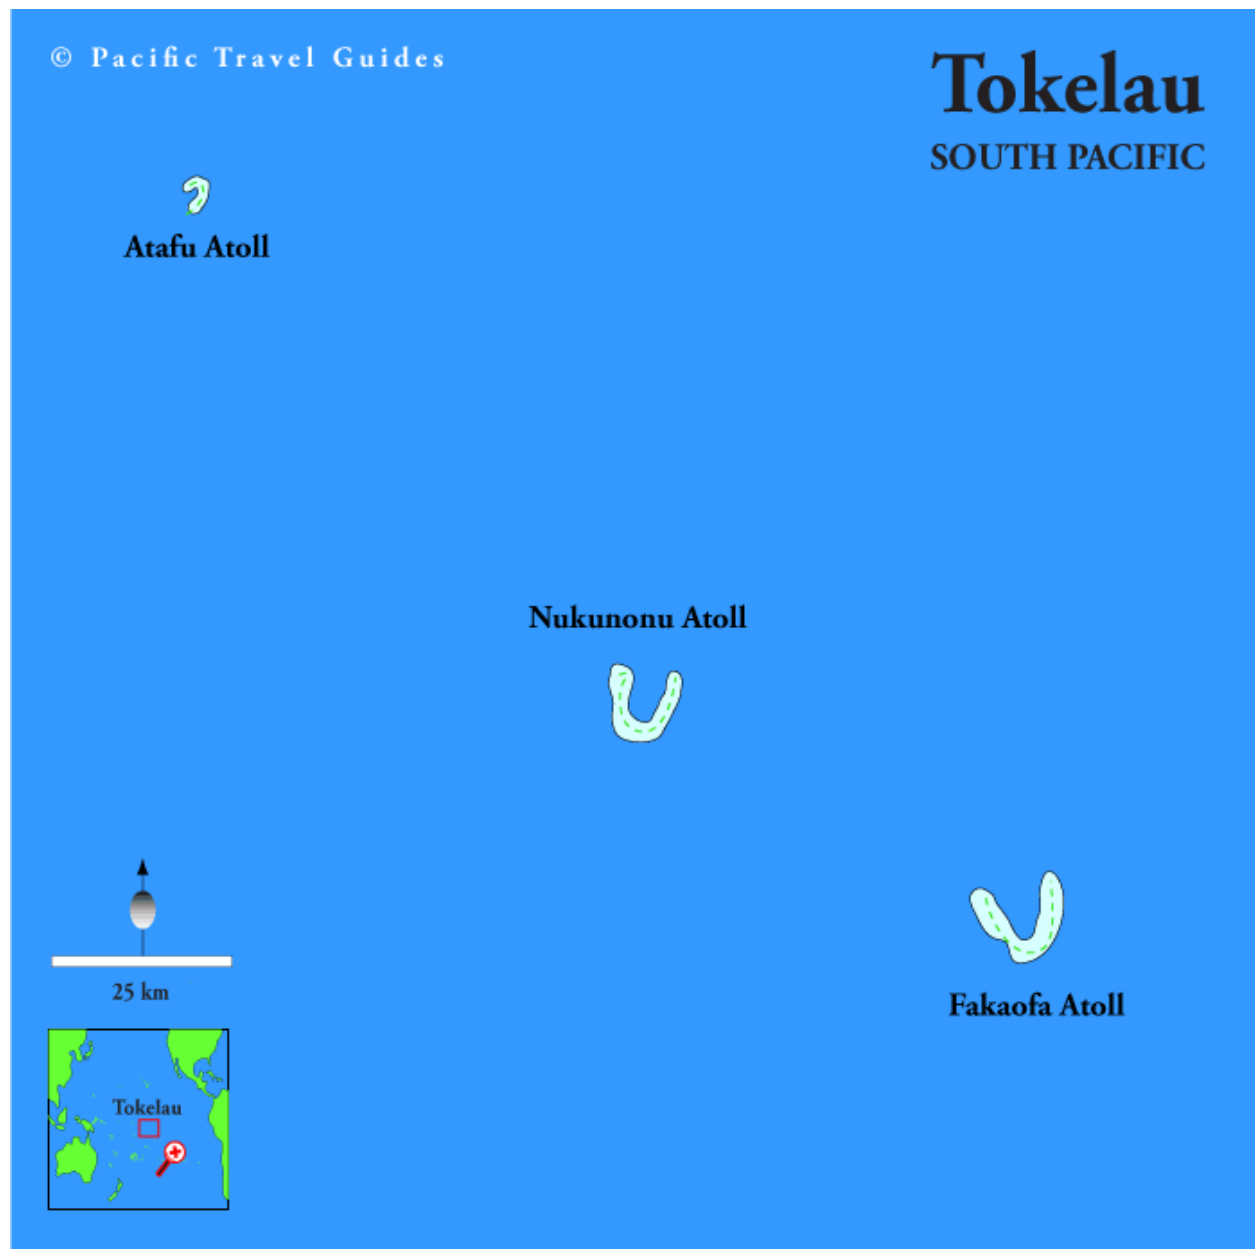 © Pacific Travel Guides
Tokelau
SOUTH PACIFIC
Atafu Atoll
Nukunonu Atoll
Fakaofa Atoll
25 km
Tokelau